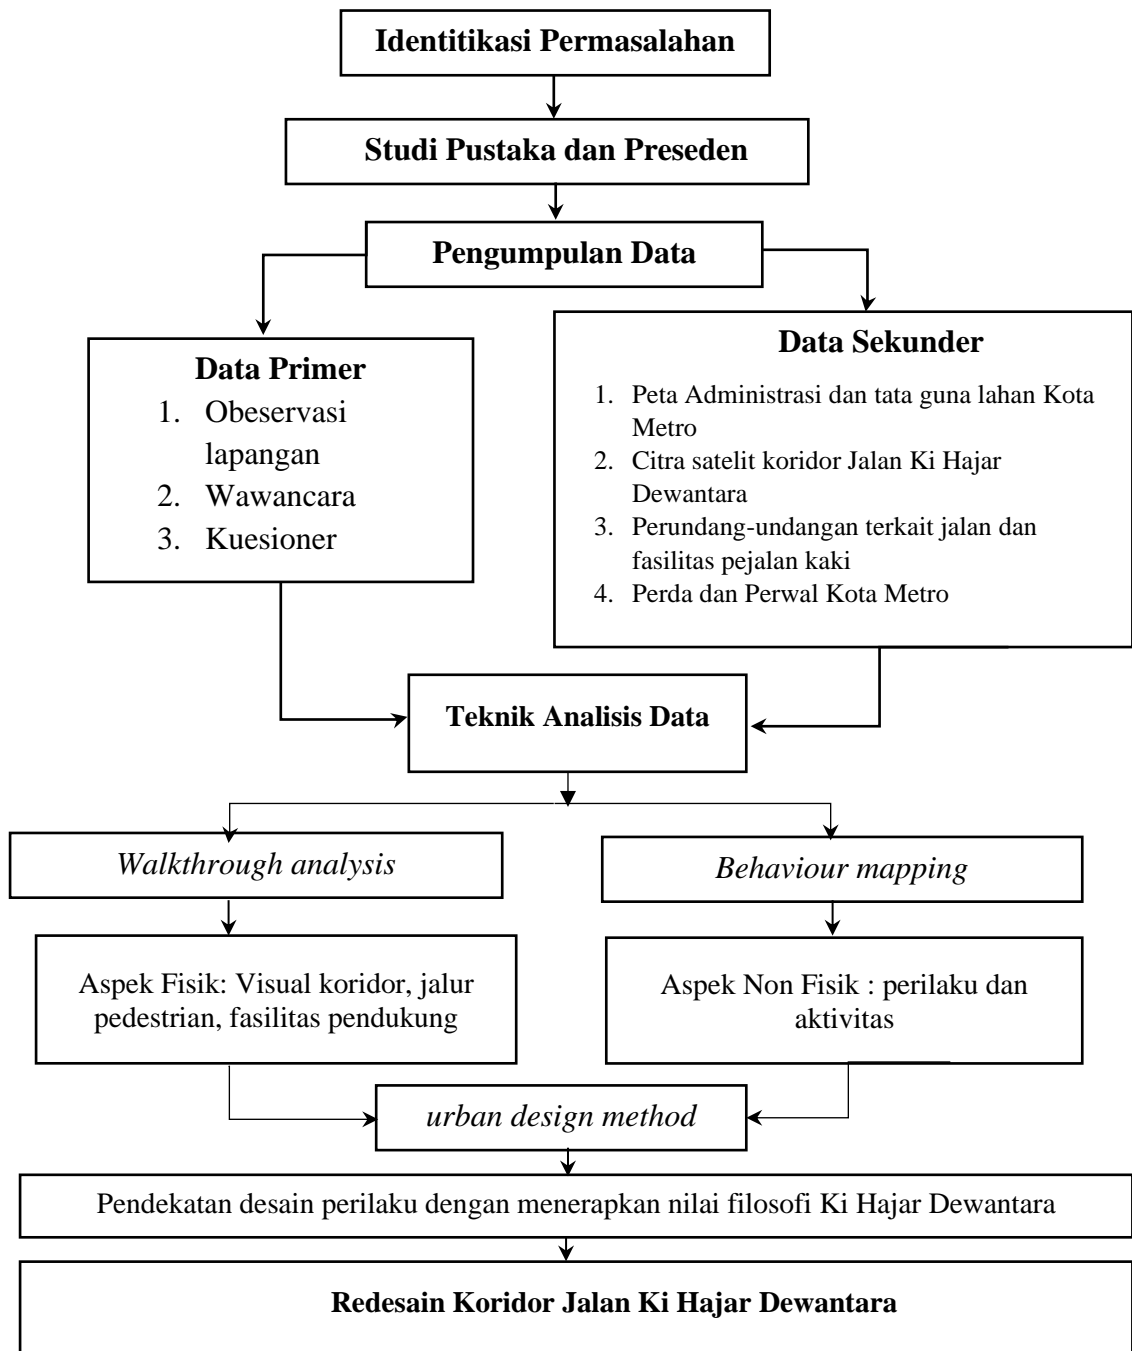 Identitikasi Permasalahan
Studi Pustaka dan Preseden
Pengumpulan Data
Data Primer
1. Obeservasi
lapangan
2. Wawancara
3. Kuesioner
Data Sekunder
1. Peta Administrasi dan tata guna lahan Kota
Metro
2. Citra satelit koridor Jalan Ki Hajar
Dewantara
3. Perundang-undangan terkait jalan dan
fasilitas pejalan kaki
4. Perda dan Perwal Kota Metro
Teknik Analisis Data
Walkthrough analysis
Behaviour mapping
Aspek Fisik: Visual koridor, jalur
pedestrian, fasilitas pendukung
Aspek Non Fisik : perilaku dan
aktivitas
urban design method
Pendekatan desain perilaku dengan menerapkan nilai filosofi Ki Hajar Dewantara
Redesain Koridor Jalan Ki Hajar Dewantara